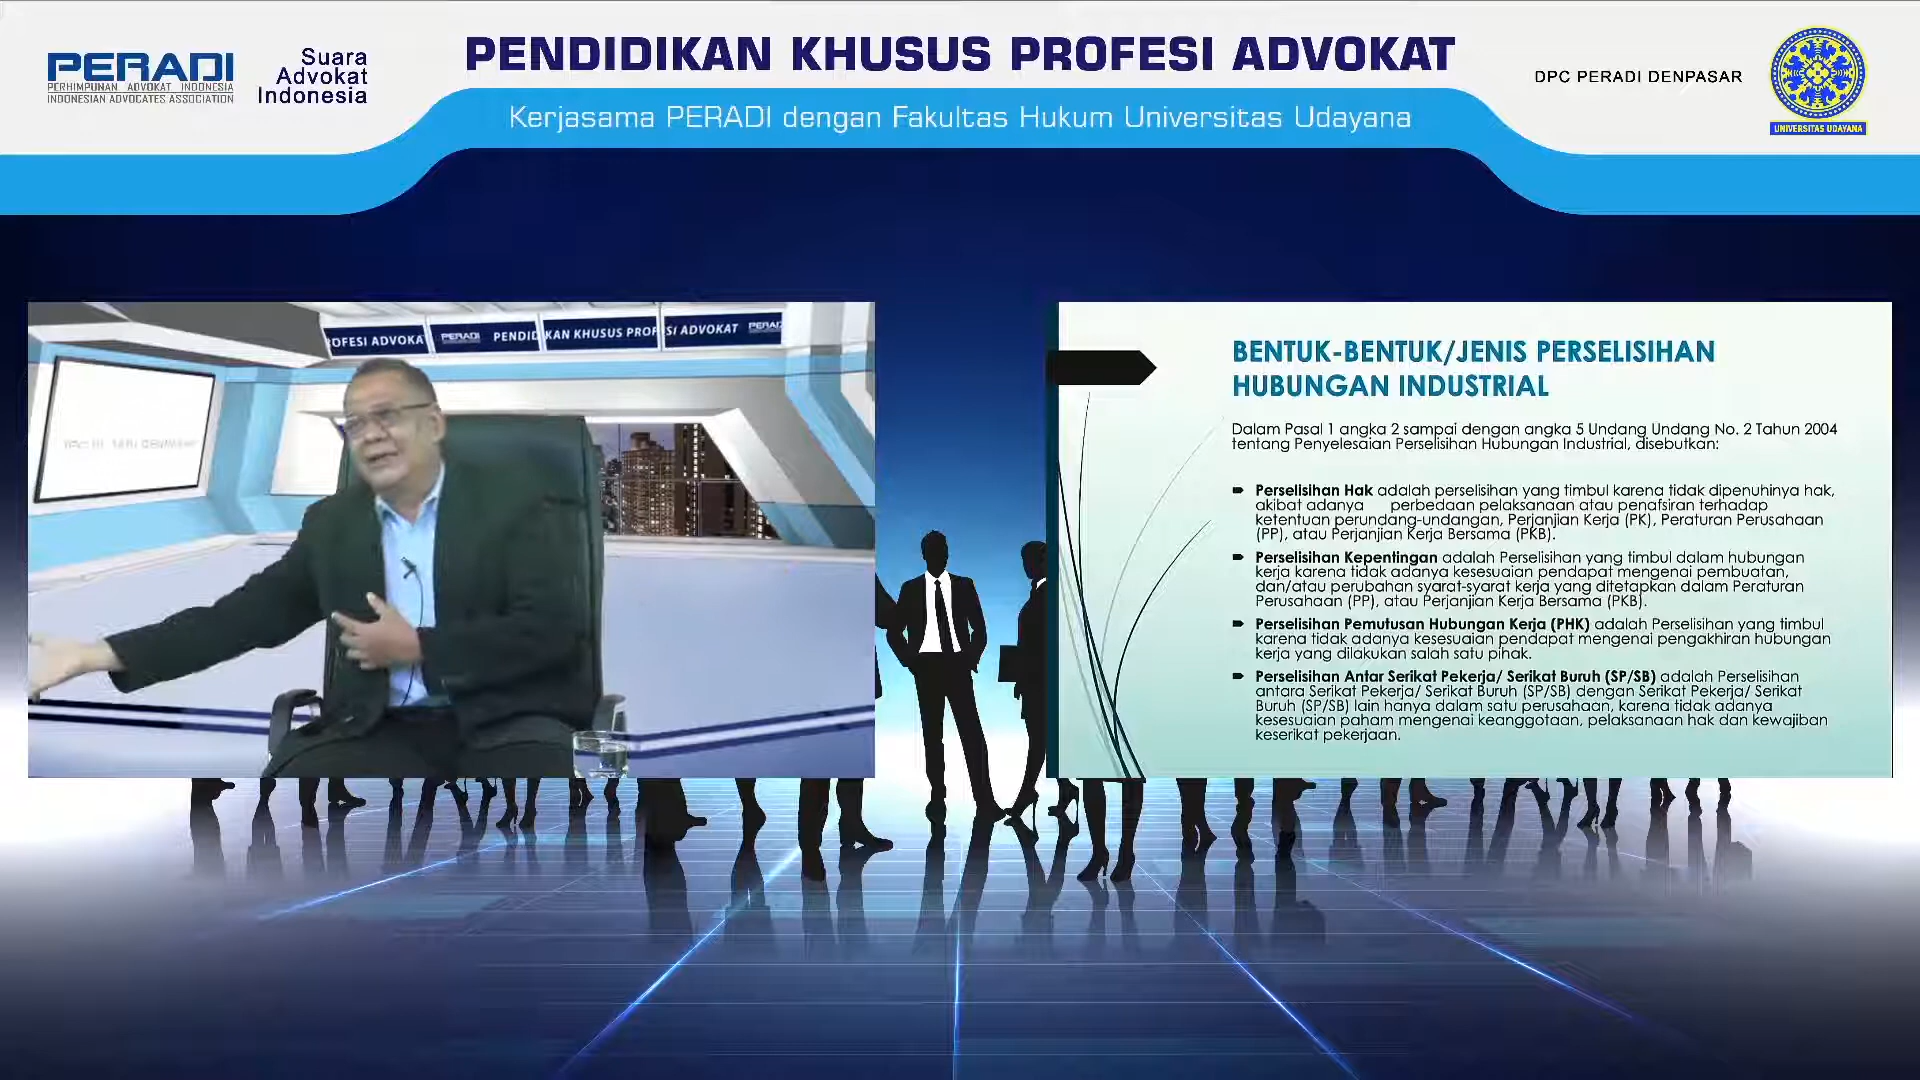 PERADI
PERHIMPUNAN ADVOKAT INDONESIA
INDONESIAN ADVOCATES ASSOCIATION
Suara
Advokat
Indonesia
PENDIDIKAN KHUSUS PROFESI ADVOKAT
Kerjasama PERADI dengan Fakultas Hukum Universitas Udayana
DPC PERADI DENPASAR
UNIVERSITAS UDAYANA
OFESI ADVOKA PERADI PENDIDIKAN KHUSUS PROFESI ADVOKAT PERAD
BENTUK-BENTUK/JENIS PERSELISIHAN
HUBUNGAN INDUSTRIAL
Dalam Pasal 1 angka 2 sampai dengan angka 5 Undang Undang No. 2 Tahun 2004
tentang Penyelesaian Perselisihan Hubungan Industrial, disebutkan:
Perselisihan Hak adalah perselisihan yang timbul karena tidak dipenuhinya hak,
akibat adanya perbedaan pelaksanaan atau penafsiran terhadap
ketentuan perundang-undangan, Perjanjian Kerja (PK), Peraturan Perusahaan
(PP), atau Perjanjian Kerja Bersama (PKB).
Perselisihan Kepentingan adalah Perselisihan yang timbul dalam hubungan
kerja karena tidak adanya kesesuaian pendapat mengenai pembuatan,
dan/atau perubahan syarat-syarat kerja yang ditetapkan dalam Peraturan
Perusahaan (PP), atau Perjanjian Kerja Bersama (PKB).
Perselisihan Pemutusan Hubungan Kerja (PHK) adalah Perselisihan yang timbul
karena tidak adanya kesesuaian pendapat mengenai pengakhiran hubungan
kerja yang dilakukan salah satu pihak.
Perselisihan Antar Serikat Pekerja/ Serikat Buruh (SP/SB) adalah Perselisihan
antara Serikat Pekerja/ Serikat Buruh (SP/SB) dengan Serikat Pekerja/ Serikat
Buruh (SP/SB) lain hanya dalam satu perusahaan, karena tidak adanya
kesesuaian paham mengenai keanggotaan, pelaksanaan hak dan kewajiban
keserikat pekerjaan.